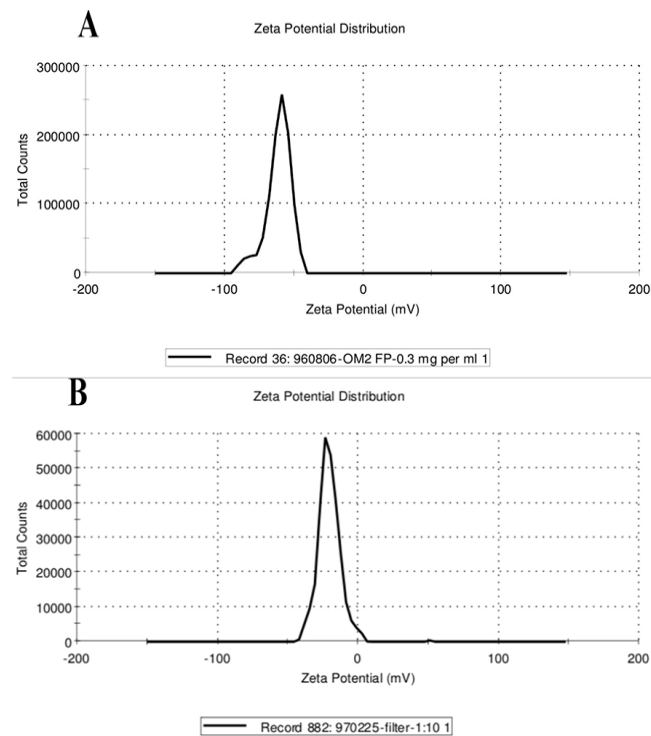 A
Zeta Potential Distribution
300000
200000
100000
0
Total Counts
-200 -100 0 100 200
Zeta Potential (mV)
Record 36: 960806-OM2 FP-0.3 mg per ml 1
B
Zeta Potential Distribution
60000
50000
40000
30000
20000
10000
0
Total Counts
-200 -100 0 100 200
Zeta Potential (mV)
Record 882: 970225-filter-1:10 1